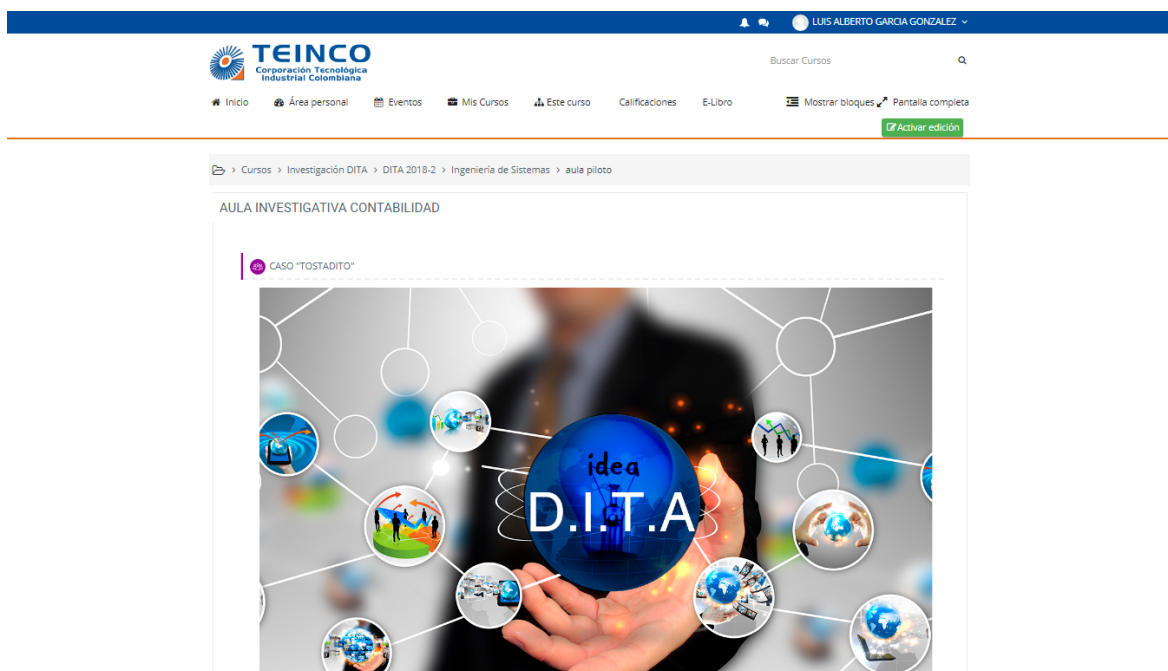 LUIS ALBERTO GARCIA GONZALEZ
TEINCO
Corporación Tecnológica
Industrial Colombiana
Buscar Cursos
Inicio Área personal Eventos Mis Cursos Este curso Calificaciones E-Libro Mostrar bloques Pantalla completa
Activar edición
> Cursos > Investigación DITA > DITA 2018-2 > Ingeniería de Sistemas > aula piloto
AULA INVESTIGATIVA CONTABILIDAD
CASO "TOSTADITO"
idea
D.I.T.A